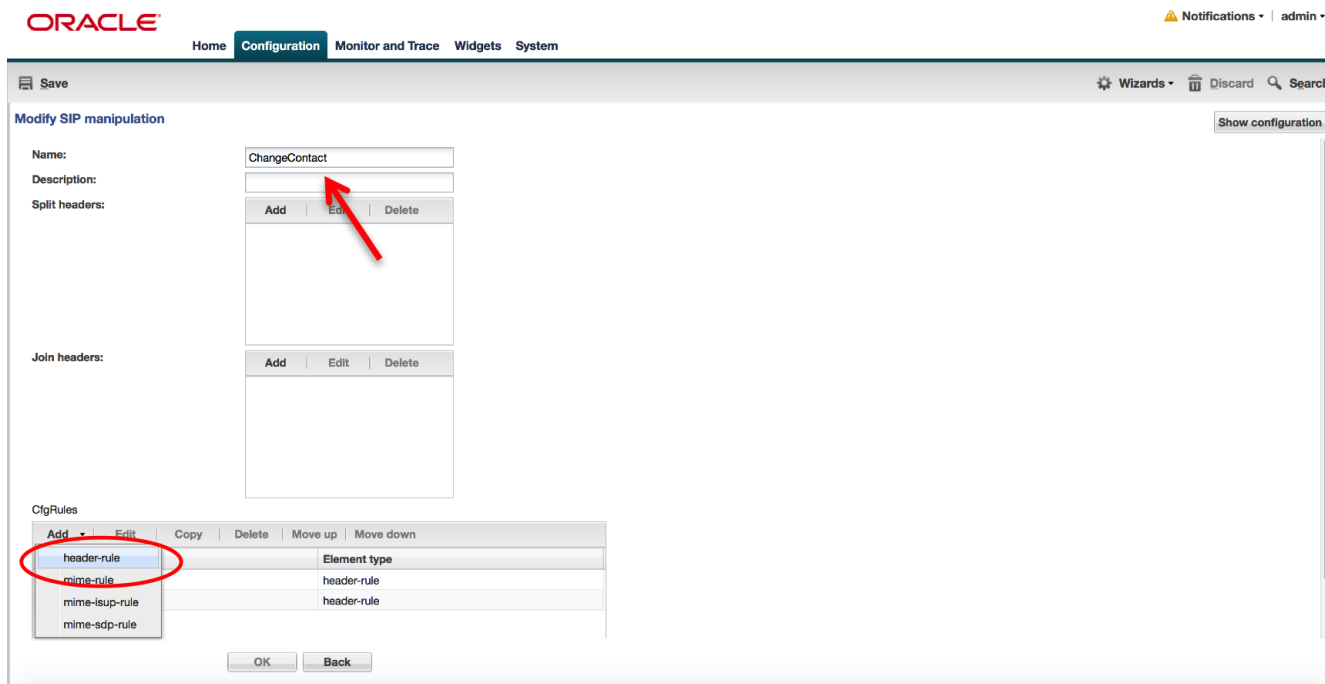 ORACLE
Notifications | admin
Home Configuration Monitor and Trace Widgets System
Save Wizards Discard Search
Modify SIP manipulation
Show configuration
Name: ChangeContact
Description:
Split headers:
Add | Edit | Delete
Join headers:
Add | Edit | Delete
CfgRules
Add Edit Copy Delete Move up Move down
header-rule Element type
mime-rule header-rule
mime-isup-rule header-rule
mime-sdp-rule
OK Back